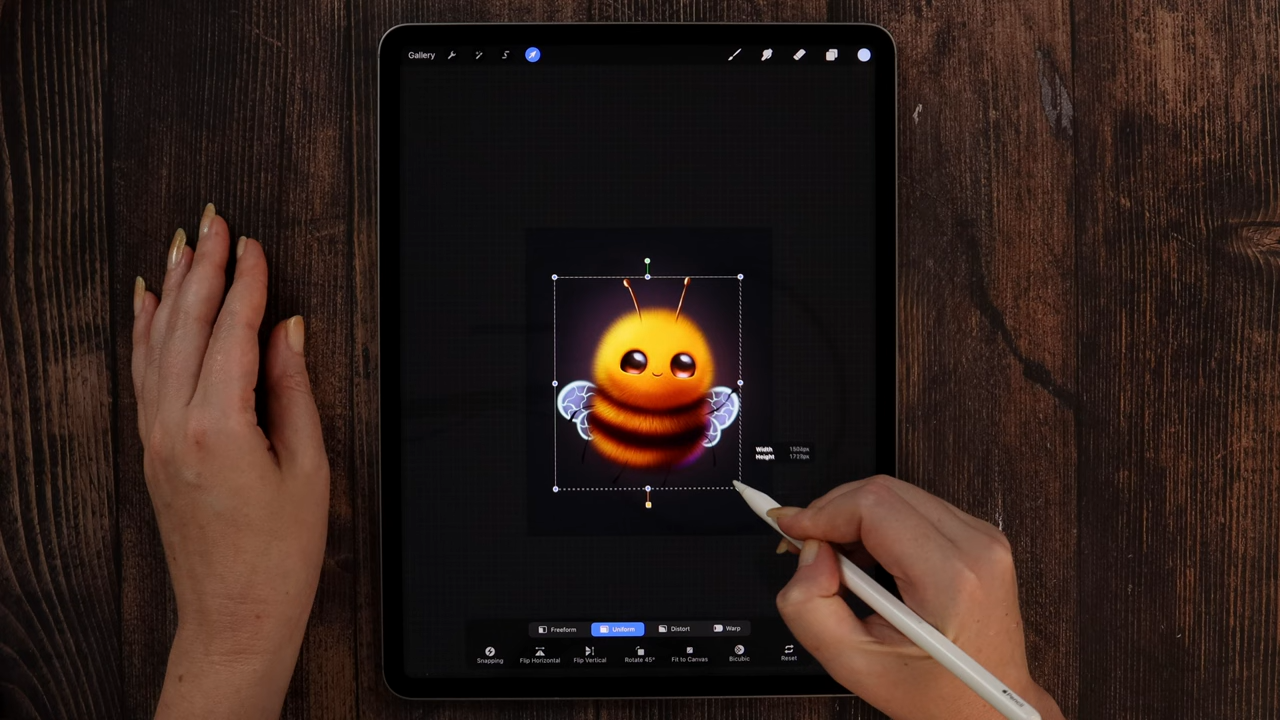 Gallery
Width
Height
Freeform Uniform Distort Warp
Snapping Flip Horizontal Flip Vertical Rotate 45° Fit to Canvas Bicubic Reset